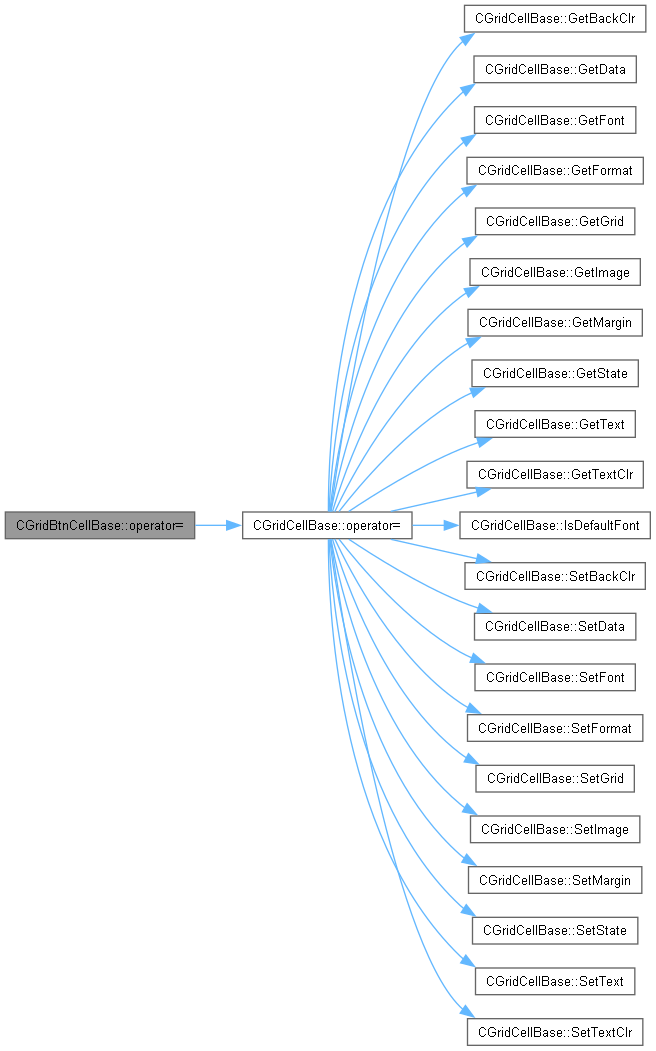 CGridBtnCellBase::operator=
CGridCellBase::operator=
CGridCellBase::GetBackClr
CGridCellBase::GetData
CGridCellBase::GetFont
CGridCellBase::GetFormat
CGridCellBase::GetGrid
CGridCellBase::GetImage
CGridCellBase::GetMargin
CGridCellBase::GetState
CGridCellBase::GetText
CGridCellBase::GetTextClr
CGridCellBase::IsDefaultFont
CGridCellBase::SetBackClr
CGridCellBase::SetData
CGridCellBase::SetFont
CGridCellBase::SetFormat
CGridCellBase::SetGrid
CGridCellBase::SetImage
CGridCellBase::SetMargin
CGridCellBase::SetState
CGridCellBase::SetText
CGridCellBase::SetTextClr